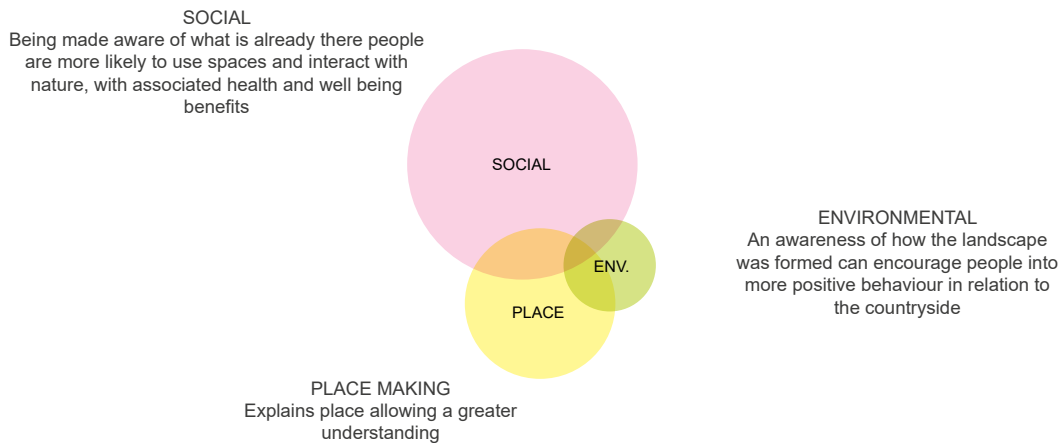 SOCIAL
Being made aware of what is already there people
are more likely to use spaces and interact with
nature, with associated health and well being
benefits
SOCIAL
ENVIRONMENTAL
An awareness of how the landscape
was formed can encourage people into
more positive behaviour in relation to
the countryside
ENV.
PLACE
PLACE MAKING
Explains place allowing a greater
understanding